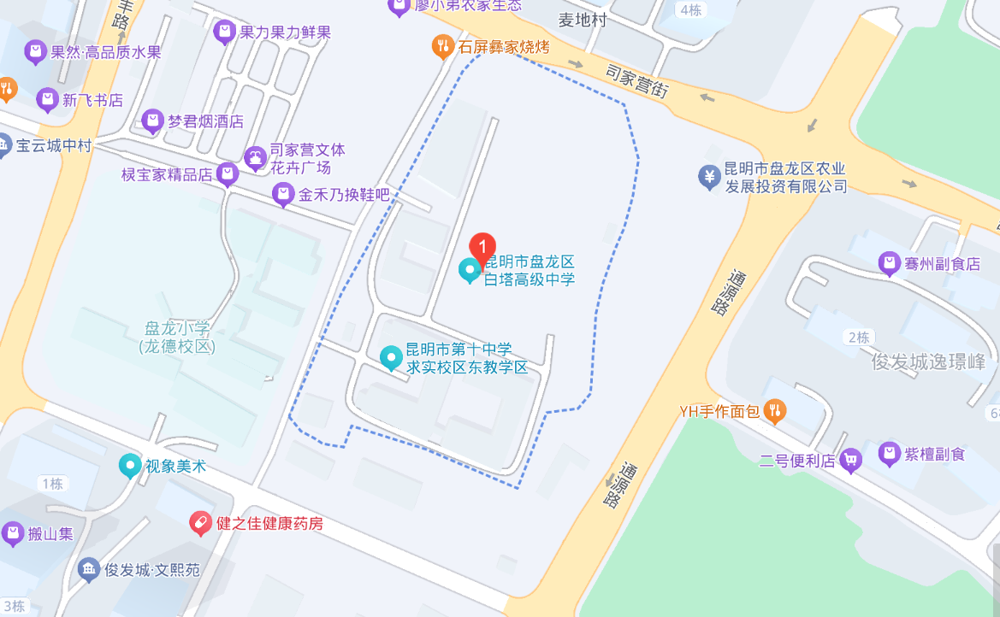 丰路
廖小弟农家生态
麦地村
4栋
果力果力鲜果
果然·高品质水果
石屏彝家烧烤
司家营街
新飞书店
梦君烟酒店
宝云城中村
司家营文体
花卉广场
昆明市盘龙区农业
发展投资有限公司
金禾乃换鞋吧
昆明市盘龙区
白塔高级中学
1
骞州副食店
通源路
盘龙小学
(龙德校区)
昆明市第十中学
求实校区东教学区
2栋
俊发城逸璟峰
YH手作面包
紫檀副食
二号便利店
视象美术
通源路
1栋
健之佳健康药房
搬山集
俊发城·文熙苑
3栋